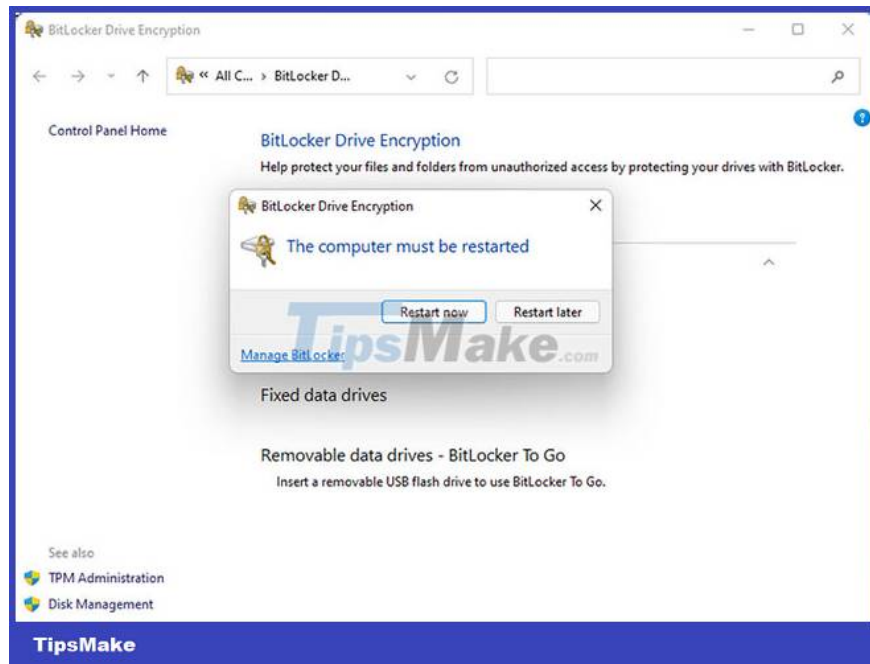 BitLocker Drive Encryption
« All C... › BitLocker D...
Control Panel Home
BitLocker Drive Encryption
Help protect your files and folders from unauthorized access by protecting your drives with BitLocker.
BitLocker Drive Encryption
The computer must be restarted
Restart now
Restart later
TipsMake.com
Manage BitLocker
Fixed data drives
Removable data drives - BitLocker To Go
Insert a removable USB flash drive to use BitLocker To Go.
See also
TPM Administration
Disk Management
TipsMake